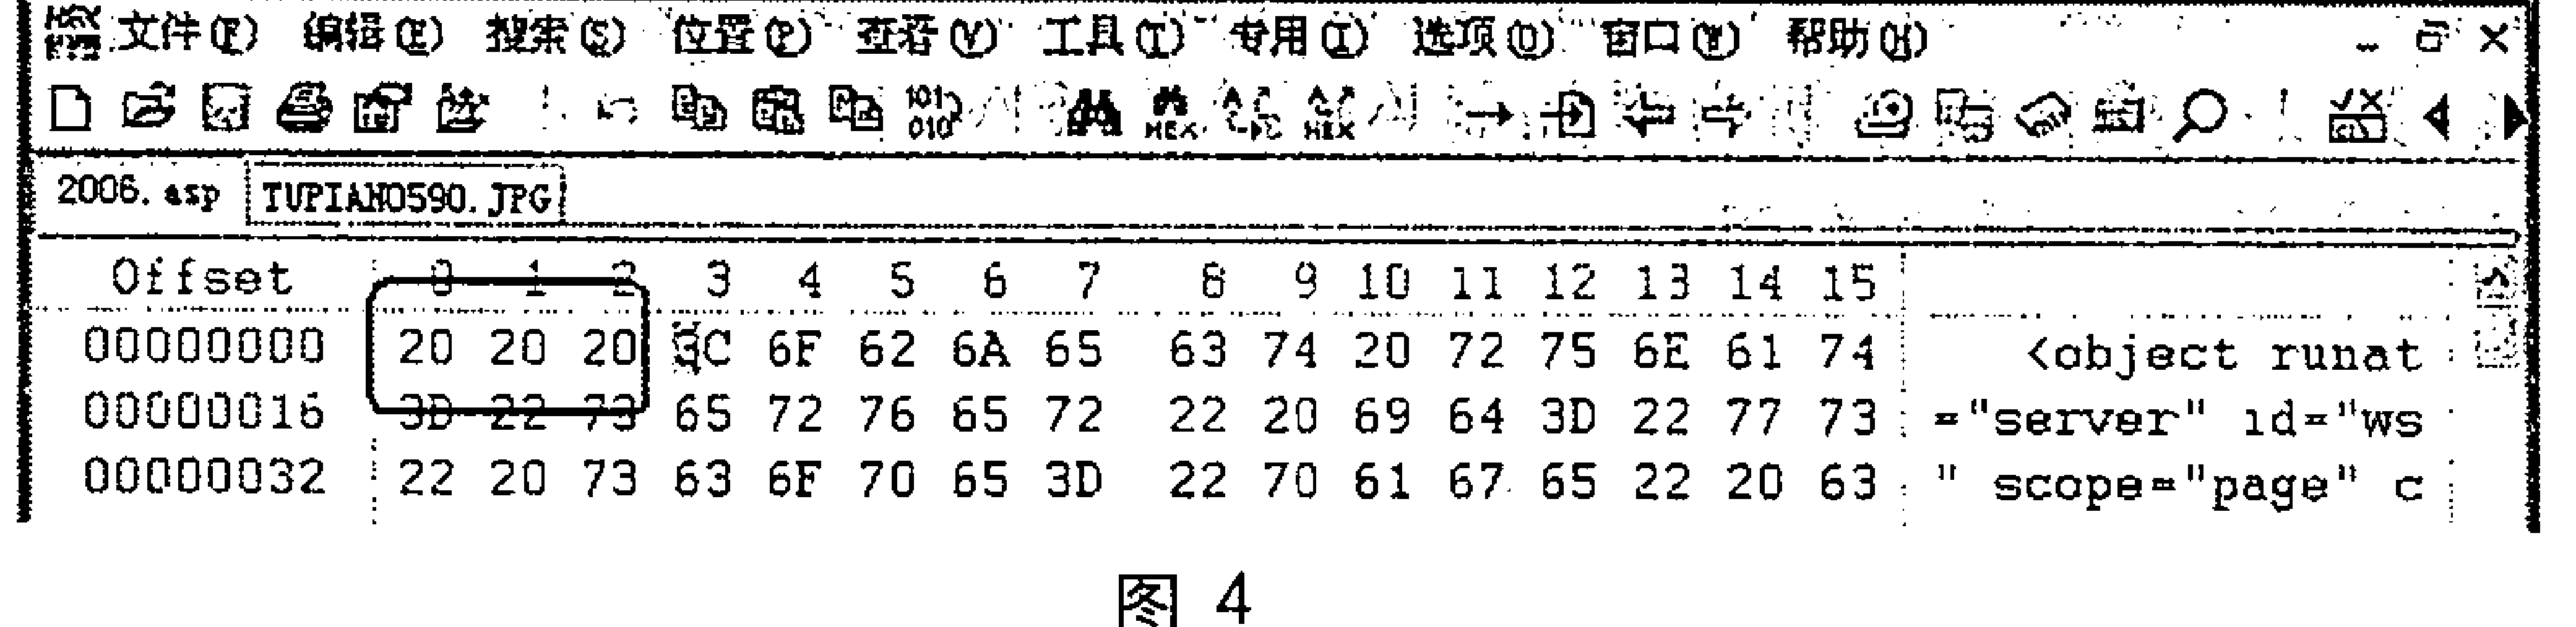 文件(F) 编辑(E) 搜索(S) 位置(P) 查看(V) 工具(T) 专用(I) 选项(O) 窗口(W) 帮助(H)
2006.asp TUPIAN0590.JPG
Offset 0 1 2 3 4 5 6 7 8 9 10 11 12 13 14 15
00000000 20 20 20 3C 6F 62 6A 65 63 74 20 72 75 6E 61 74 <object runat
00000016 3D 22 73 65 72 76 65 72 22 20 69 64 3D 22 77 73 ="server" id="ws
00000032 22 20 73 63 6F 70 65 3D 22 70 61 67 65 22 20 63 " scope="page" c
图 4